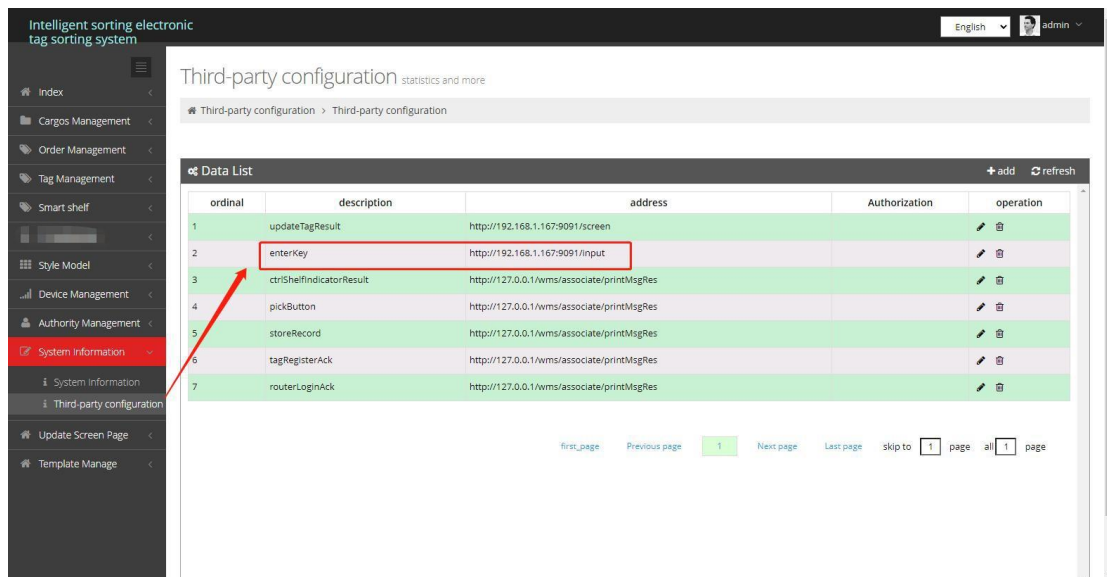 Intelligent sorting electronic
tag sorting system
English
admin
Index
Cargos Management
Order Management
Tag Management
Smart shelf
Style Model
Device Management
Authority Management
System Information
System Information
Third-party configuration
Update Screen Page
Template Manage
Third-party configuration statistics and more
Third-party configuration > Third-party configuration
Data List
add refresh
ordinal description address Authorization operation
1 updateTagResult http://192.168.1.167:9091/screen
2 enterKey http://192.168.1.167:9091/input
3 ctrlShelfIndicatorResult http://127.0.0.1/wms/associate/printMsgRes
4 pickButton http://127.0.0.1/wms/associate/printMsgRes
5 storeRecord http://127.0.0.1/wms/associate/printMsgRes
6 tagRegisterAck http://127.0.0.1/wms/associate/printMsgRes
7 routerLoginAck http://127.0.0.1/wms/associate/printMsgRes
first_page Previous page 1 Next page Last page skip to 1 page all 1 page